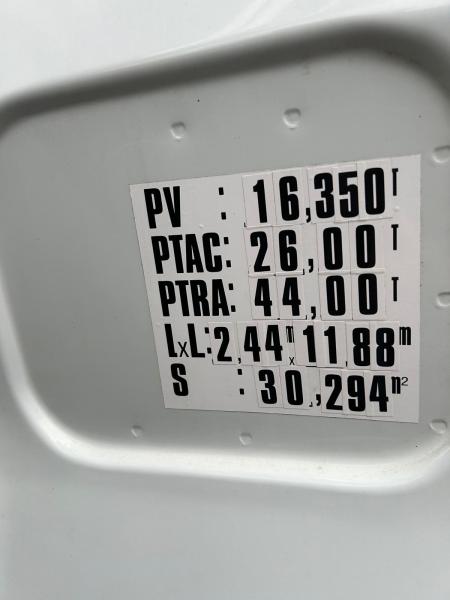 PV : 16,350 T
PTAC: 26,00 T
PTRA: 44,00 T
LxL: 2,44 m x 11,88 m
S : 30,294 m²